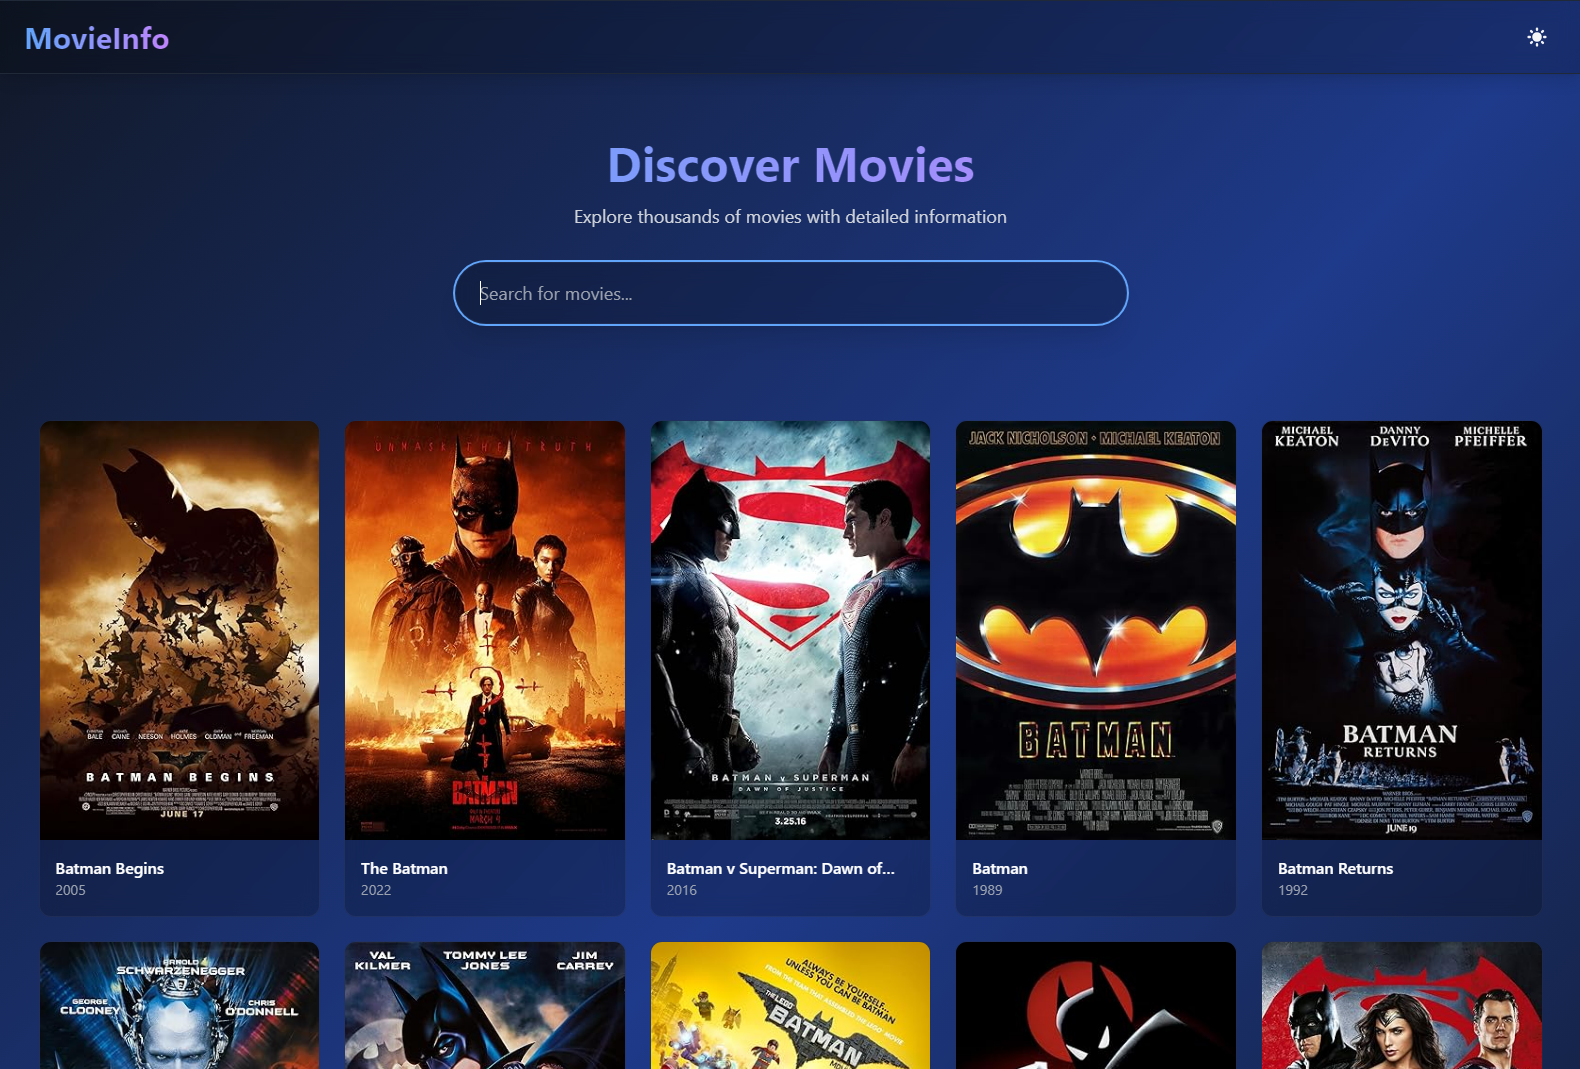 MovieInfo
Discover Movies
Explore thousands of movies with detailed information
Search for movies...
UNMASK THE TRUTH
JACK NICHOLSON • MICHAEL KEATON
MICHAEL KEATON
DANNY DeVITO
MICHELLE PFEIFFER
BALE CAINE NEESON HOLMES OLDMAN and FREEMAN
BATMAN BEGINS
JUNE 17
THE BATMAN
MARCH 4
BATMAN v SUPERMAN
DAWN OF JUSTICE
3.25.16
BATMAN
BATMAN
RETURNS
JUNE 19
Batman Begins
2005
The Batman
2022
Batman v Superman: Dawn of...
2016
Batman
1989
Batman Returns
1992
ARNOLD
SCHWARZENEGGER
GEORGE
CLOONEY
CHRIS
O'DONNELL
VAL
KILMER
TOMMY LEE
JONES
JIM
CARREY
ALWAYS BE YOURSELF...
UNLESS YOU CAN BE BATMAN
FROM THE TEAM THAT ASSEMBLED THE LEGO MOVIE
THE LEGO
BATMAN